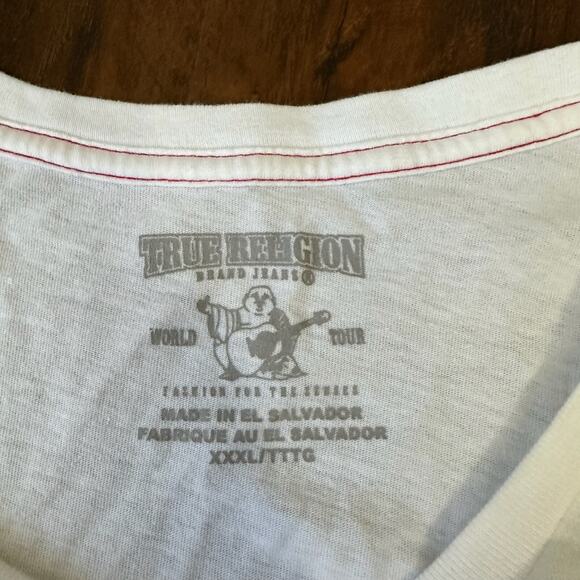 TRUE RELIGION
BRAND JEANS®
WORLD TOUR
FASHION FOR THE SENSES
MADE IN EL SALVADOR
FABRIQUE AU EL SALVADOR
XXXL/TTTG